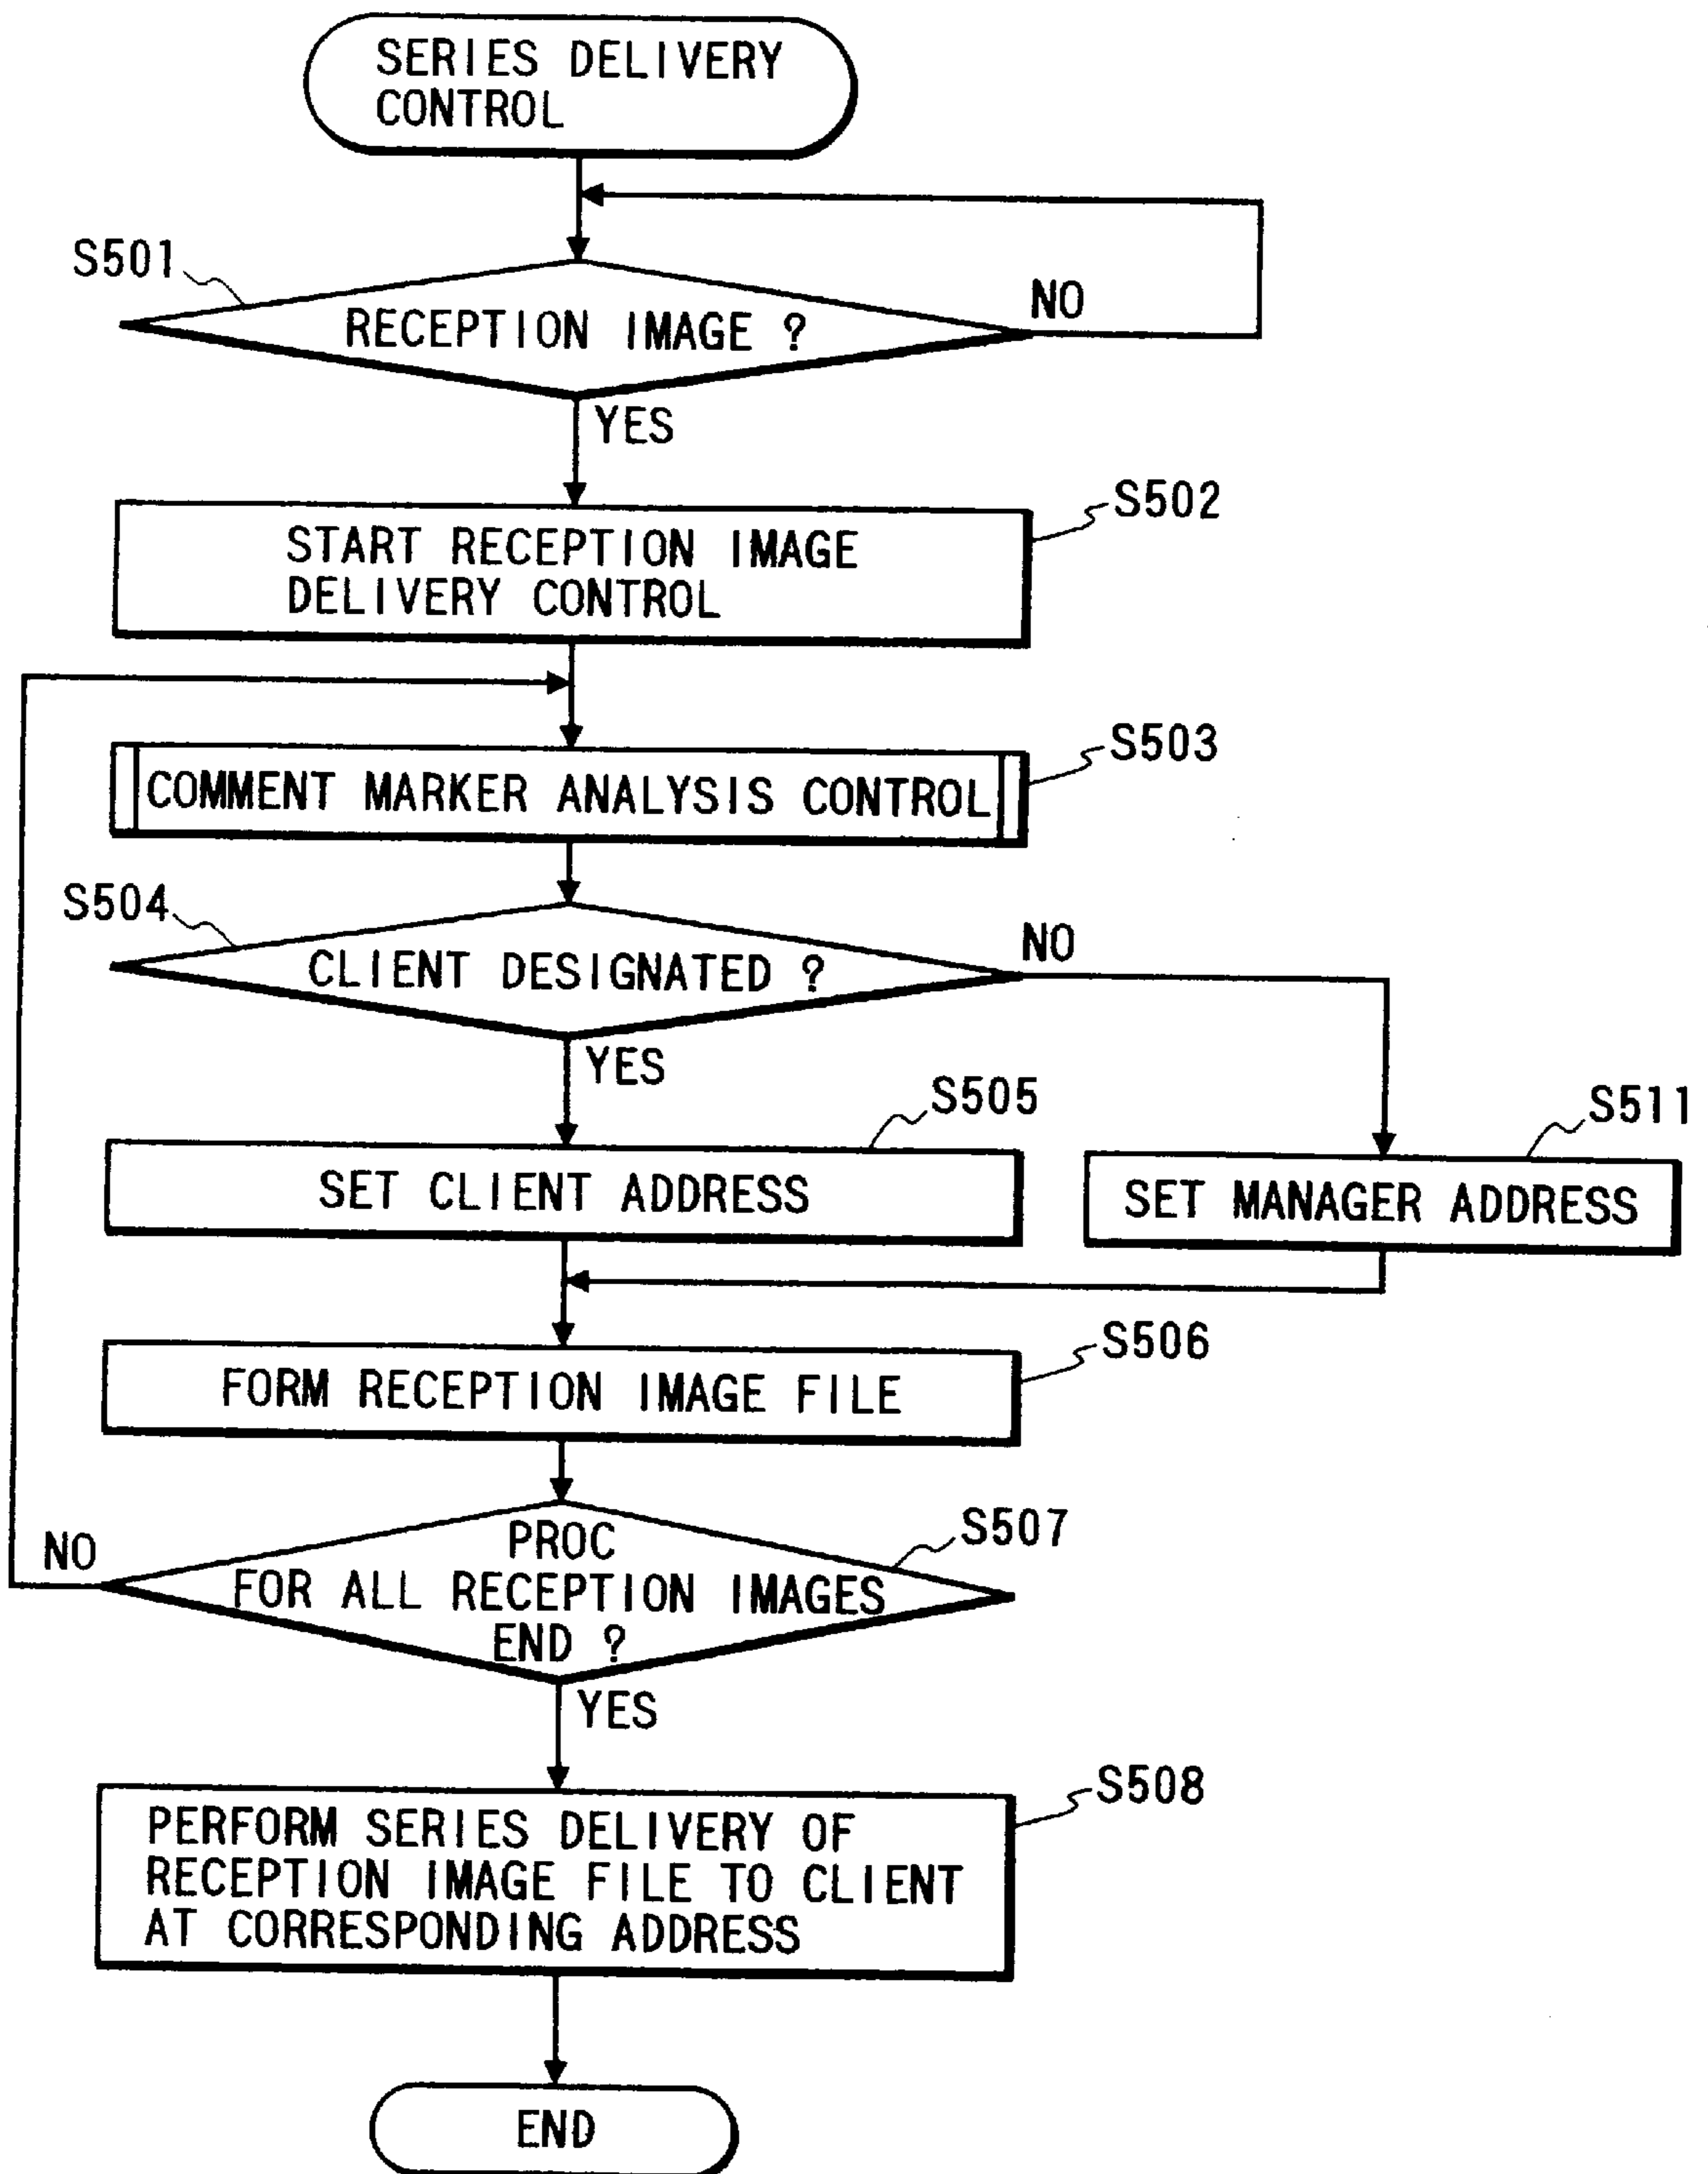 SERIES DELIVERY
CONTROL
S501
RECEPTION IMAGE ?
NO
YES
S502
START RECEPTION IMAGE
DELIVERY CONTROL
S503
COMMENT MARKER ANALYSIS CONTROL
S504
CLIENT DESIGNATED ?
NO
YES
S505
SET CLIENT ADDRESS
S511
SET MANAGER ADDRESS
S506
FORM RECEPTION IMAGE FILE
S507
PROC
FOR ALL RECEPTION IMAGES
END ?
NO
YES
S508
PERFORM SERIES DELIVERY OF
RECEPTION IMAGE FILE TO CLIENT
AT CORRESPONDING ADDRESS
END